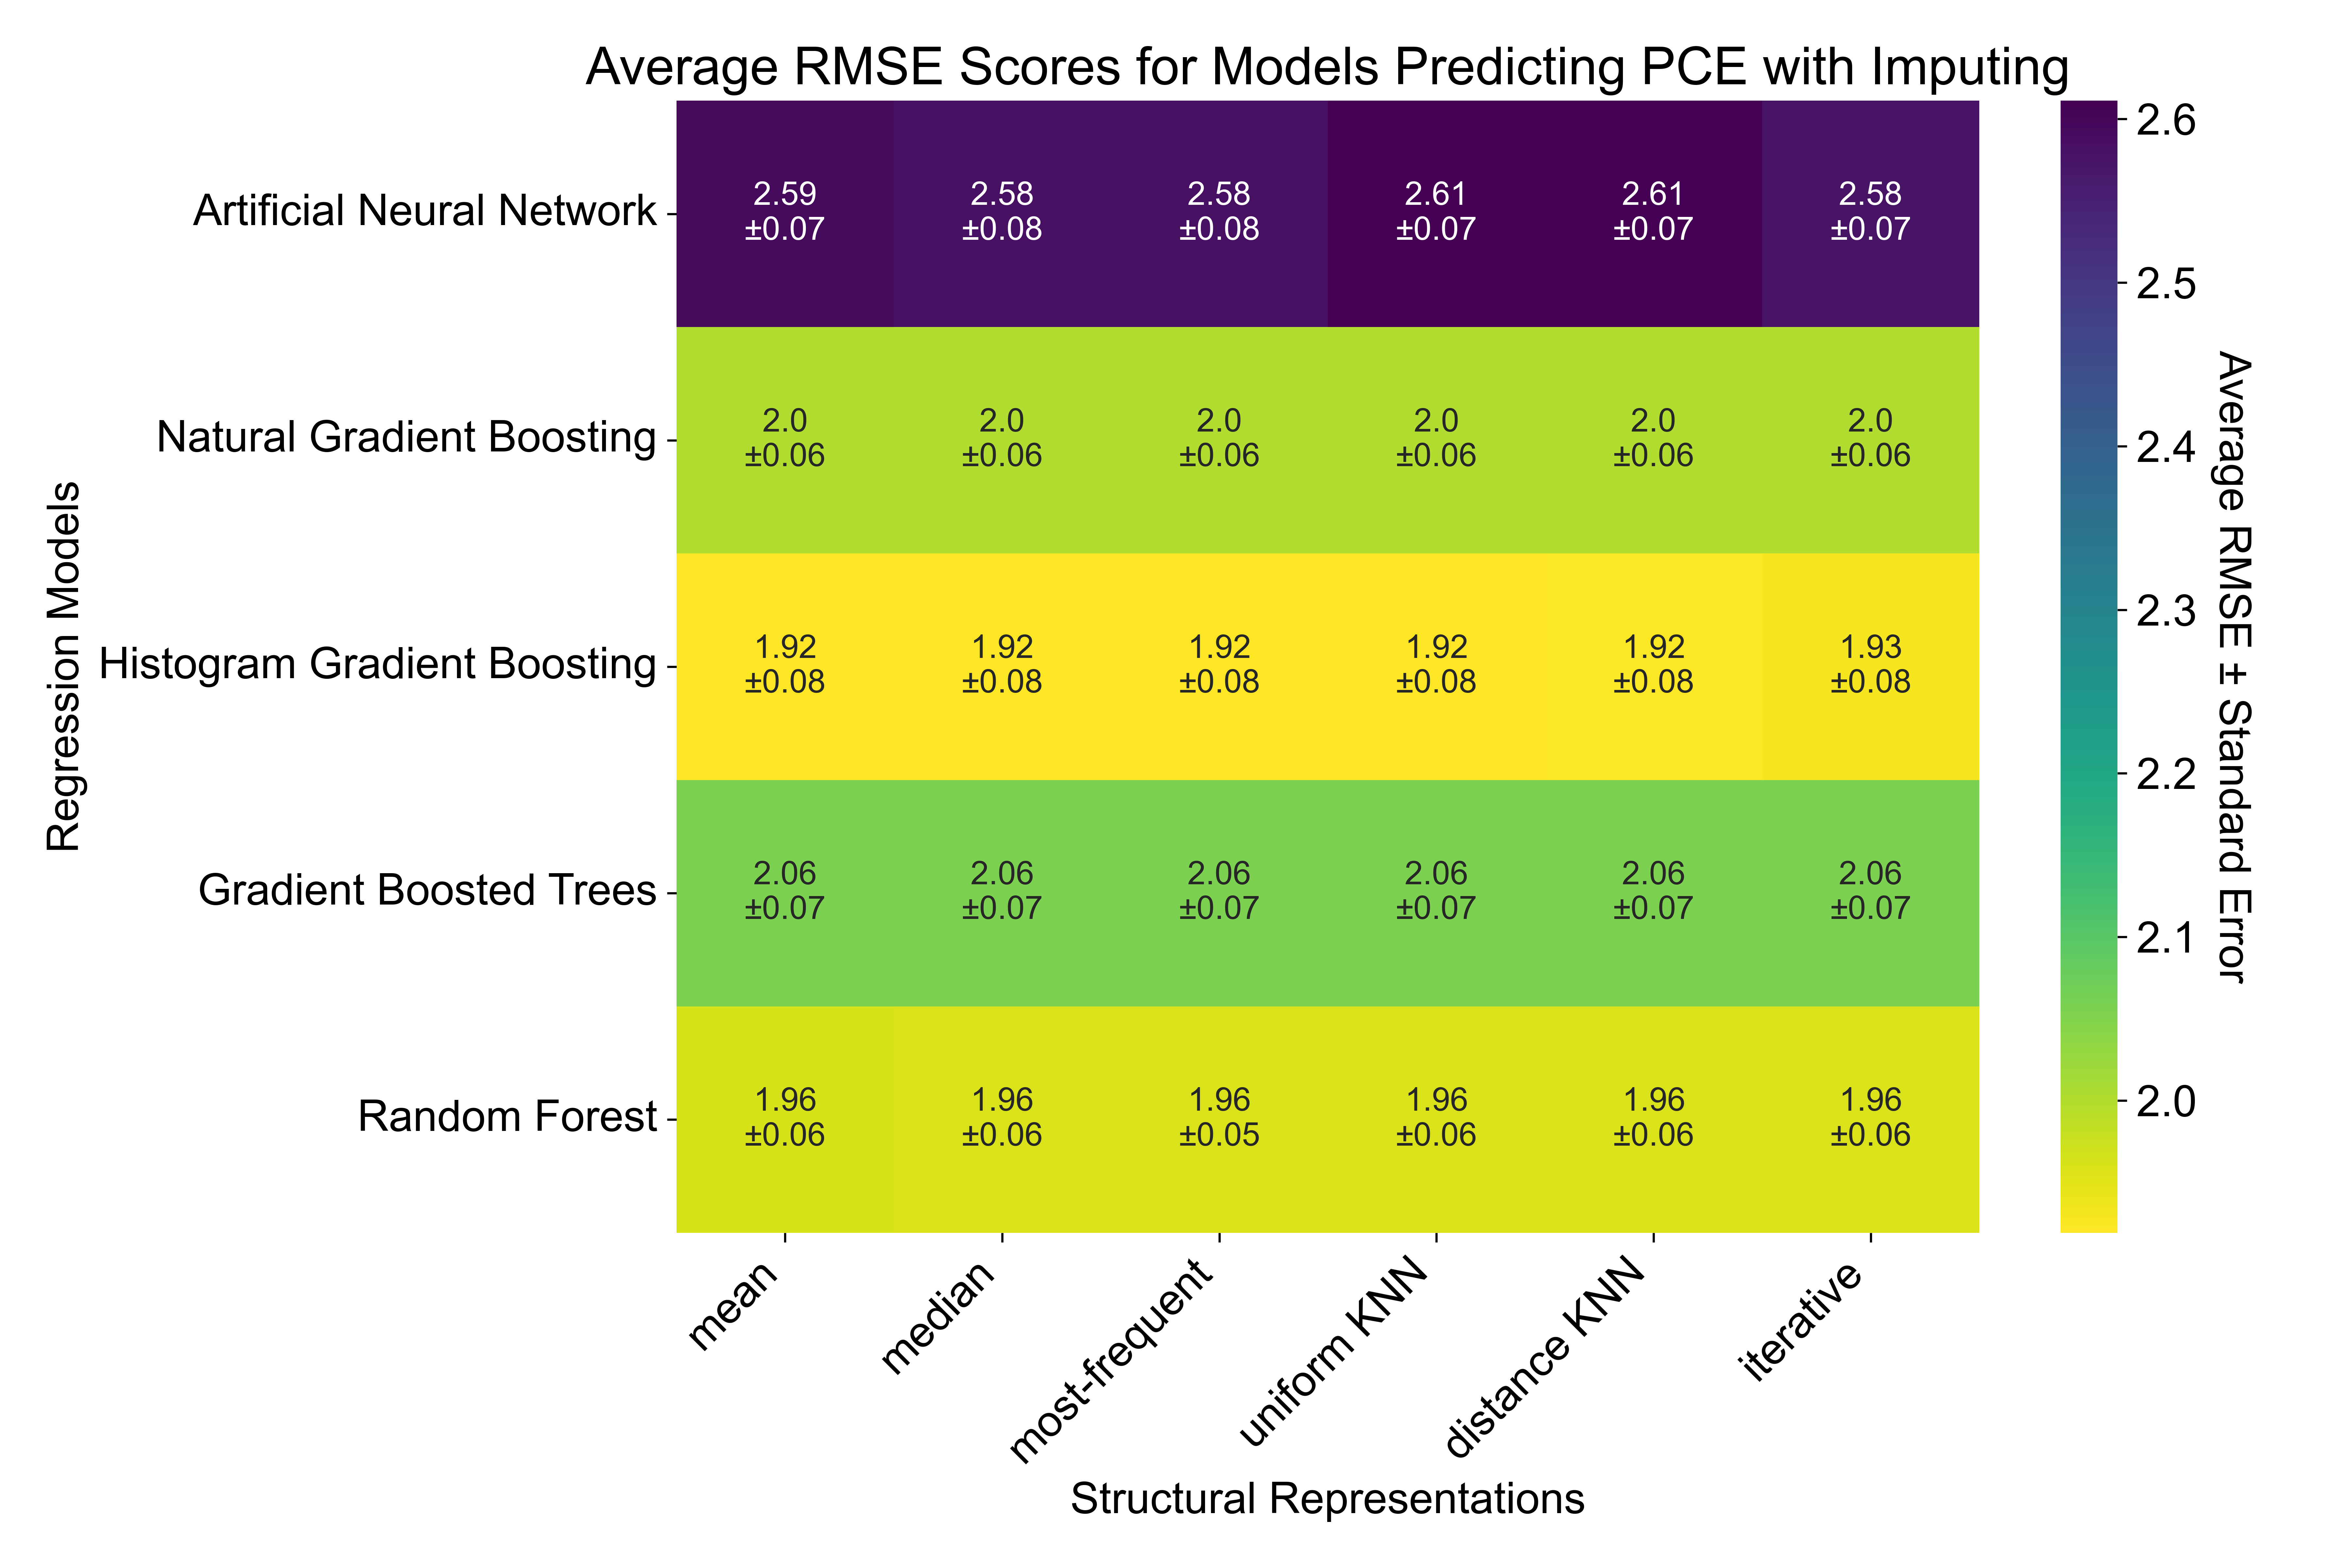 Average RMSE Scores for Models Predicting PCE with Imputing
Regression Models
Artificial Neural Network
2.59 2.58 2.58 2.61 2.61 2.58
±0.07 ±0.08 ±0.08 ±0.07 ±0.07 ±0.07
Natural Gradient Boosting
2.0 2.0 2.0 2.0 2.0 2.0
±0.06 ±0.06 ±0.06 ±0.06 ±0.06 ±0.06
Histogram Gradient Boosting
1.92 1.92 1.92 1.92 1.92 1.93
±0.08 ±0.08 ±0.08 ±0.08 ±0.08 ±0.08
Gradient Boosted Trees
2.06 2.06 2.06 2.06 2.06 2.06
±0.07 ±0.07 ±0.07 ±0.07 ±0.07 ±0.07
Random Forest
1.96 1.96 1.96 1.96 1.96 1.96
±0.06 ±0.06 ±0.05 ±0.06 ±0.06 ±0.06
mean
median
most-frequent
uniform KNN
distance KNN
iterative
Structural Representations
2.6
2.5
2.4
2.3
2.2
2.1
2.0
Average RMSE ± Standard Error